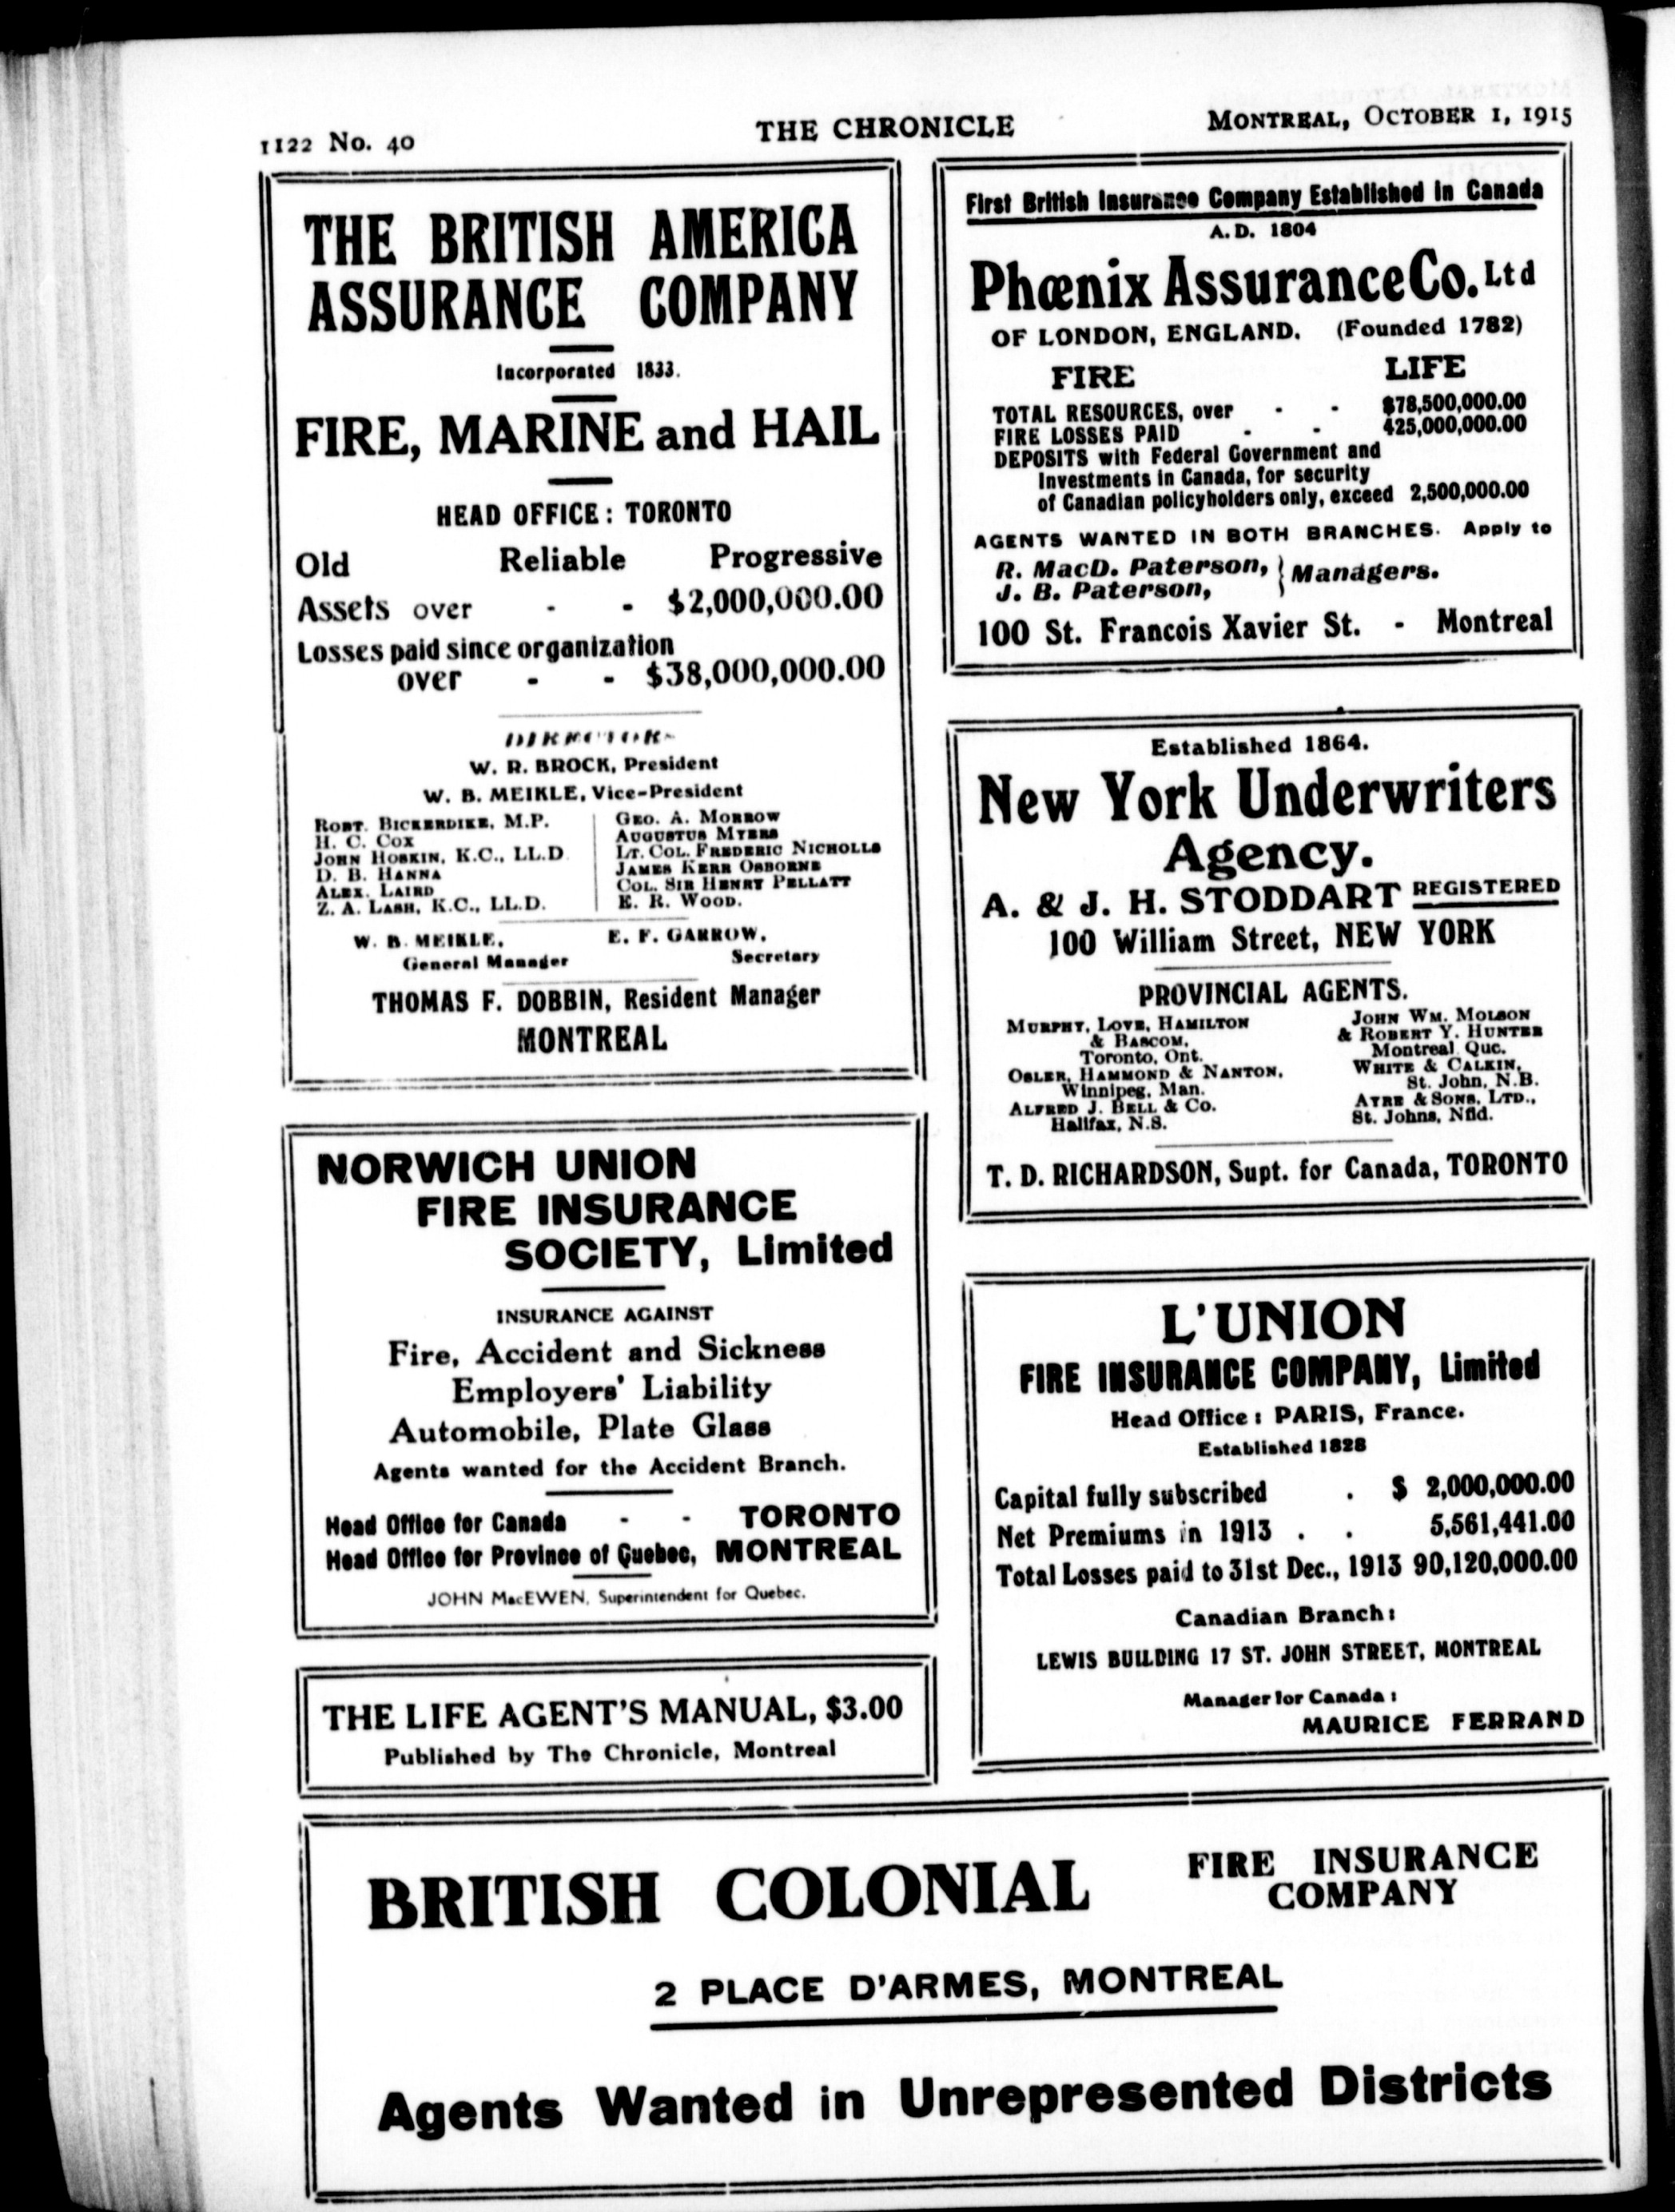 1122 No. 40
THE CHRONICLE
MONTREAL, OCTOBER 1, 1915
THE BRITISH AMERICA
ASSURANCE COMPANY
Incorporated 1833.
FIRE, MARINE and HAIL
HEAD OFFICE: TORONTO
Old Reliable Progressive
Assets over - - $2,000,000.00
Losses paid since organization
over - - $38,000,000.00
DIRECTORS
W. R. BROCK, President
W. B. MEIKLE, Vice-President
ROBT. BICKERDIKE, M.P.
H. C. COX
JOHN HOSKIN, K.C., LL.D.
D. B. HANNA
ALEX. LAIRD
Z. A. LASH, K.C., LL.D.
GEO. A. MORROW
AUGUSTUS MYERS
LT. COL. FREDERIC NICHOLLS
JAMES KERR OSBORNE
COL. SIR HENRY PELLATT
E. R. WOOD.
W. B. MEIKLE,
General Manager
E. F. GARROW,
Secretary
THOMAS F. DOBBIN, Resident Manager
MONTREAL
NORWICH UNION
FIRE INSURANCE
SOCIETY, Limited
INSURANCE AGAINST
Fire, Accident and Sickness
Employers' Liability
Automobile, Plate Glass
Agents wanted for the Accident Branch.
Head Office for Canada - - TORONTO
Head Office for Province of Quebec, MONTREAL
JOHN MacEWEN, Superintendent for Quebec.
THE LIFE AGENT'S MANUAL, $3.00
Published by The Chronicle, Montreal
First British Insurance Company Established in Canada
A.D. 1804
Phœnix Assurance Co. Ltd
OF LONDON, ENGLAND. (Founded 1782)
FIRE LIFE
TOTAL RESOURCES, over - - $78,500,000.00
FIRE LOSSES PAID - - 425,000,000.00
DEPOSITS with Federal Government and
Investments in Canada, for security
of Canadian policyholders only, exceed 2,500,000.00
AGENTS WANTED IN BOTH BRANCHES. Apply to
R. MacD. Paterson,
J. B. Paterson,
} Managers.
100 St. Francois Xavier St. - Montreal
Established 1864.
New York Underwriters
Agency.
A. & J. H. STODDART REGISTERED
100 William Street, NEW YORK
PROVINCIAL AGENTS.
MURPHY, LOVE, HAMILTON
& BASCOM,
Toronto, Ont.
OSLER, HAMMOND & NANTON,
Winnipeg, Man.
ALFRED J. BELL & CO.
Halifax, N.S.
JOHN WM. MOLSON
& ROBERT Y. HUNTER
Montreal Que.
WHITE & CALKIN,
St. John, N.B.
AYRE & SONS, LTD.,
St. Johns, Nfld.
T. D. RICHARDSON, Supt. for Canada, TORONTO
L'UNION
FIRE INSURANCE COMPANY, Limited
Head Office: PARIS, France.
Established 1828
Capital fully subscribed . $ 2,000,000.00
Net Premiums in 1913 . . 5,561,441.00
Total Losses paid to 31st Dec., 1913 90,120,000.00
Canadian Branch:
LEWIS BUILDING 17 ST. JOHN STREET, MONTREAL
Manager for Canada:
MAURICE FERRAND
BRITISH COLONIAL FIRE INSURANCE
COMPANY
2 PLACE D'ARMES, MONTREAL
Agents Wanted in Unrepresented Districts